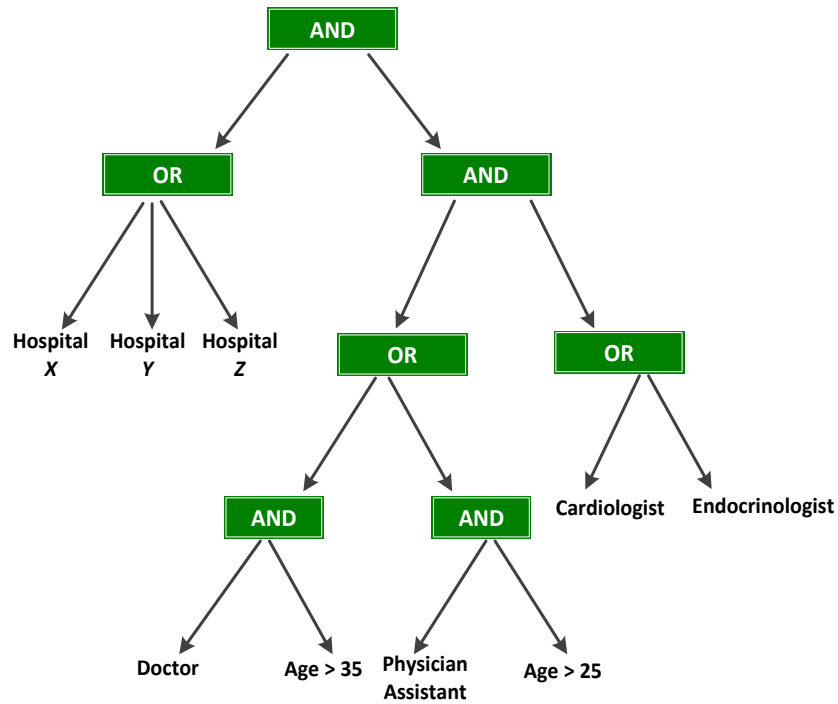 AND
OR
AND
Hospital
X
Hospital
Y
Hospital
Z
OR
OR
AND
AND
Cardiologist
Endocrinologist
Doctor
Age > 35
Physician
Assistant
Age > 25